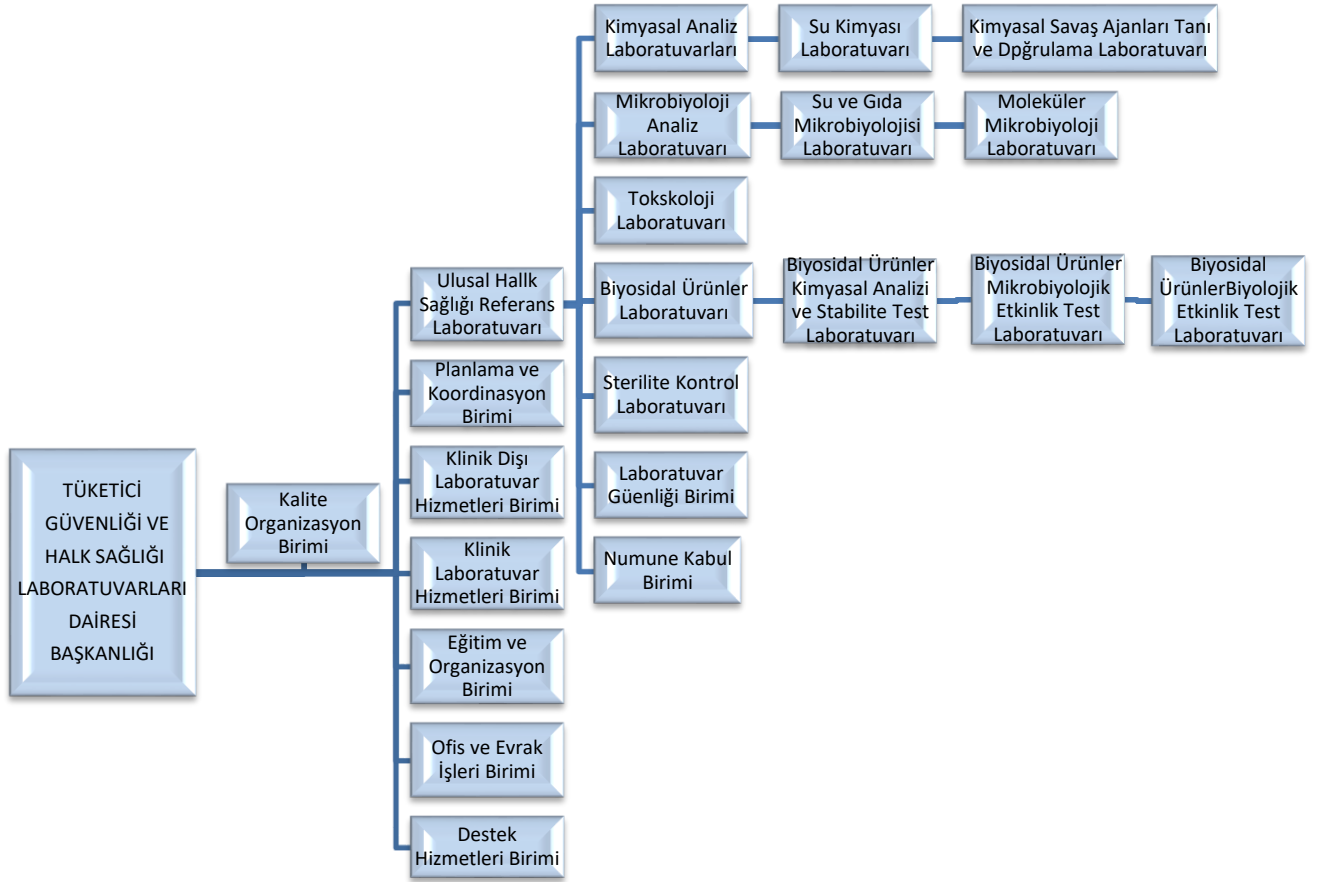 TÜKETİCİ
GÜVENLİĞİ VE
HALK SAĞLIĞI
LABORATUVARLARI
DAİRESİ
BAŞKANLIĞI
Kalite
Organizasyon
Birimi
Ulusal Hallk
Sağlığı Referans
Laboratuvarı
Kimyasal Analiz
Laboratuvarları
Su Kimyası
Laboratuvarı
Kimyasal Savaş Ajanları Tanı
ve Dpğrulama Laboratuvarı
Mikrobiyoloji
Analiz
Laboratuvarı
Su ve Gıda
Mikrobiyolojisi
Laboratuvarı
Moleküler
Mikrobiyoloji
Laboratuvarı
Tokskoloji
Laboratuvarı
Biyosidal Ürünler
Laboratuvarı
Biyosidal Ürünler
Kimyasal Analizi
ve Stabilite Test
Laboratuvarı
Biyosidal Ürünler
Mikrobiyolojik
Etkinlik Test
Laboratuvarı
Biyosidal
ÜrünlerBiyolojik
Etkinlik Test
Laboratuvarı
Sterilite Kontrol
Laboratuvarı
Laboratuvar
Güenliği Birimi
Numune Kabul
Birimi
Planlama ve
Koordinasyon
Birimi
Klinik Dışı
Laboratuvar
Hizmetleri Birimi
Klinik
Laboratuvar
Hizmetleri Birimi
Eğitim ve
Organizasyon
Birimi
Ofis ve Evrak
İşleri Birimi
Destek
Hizmetleri Birimi